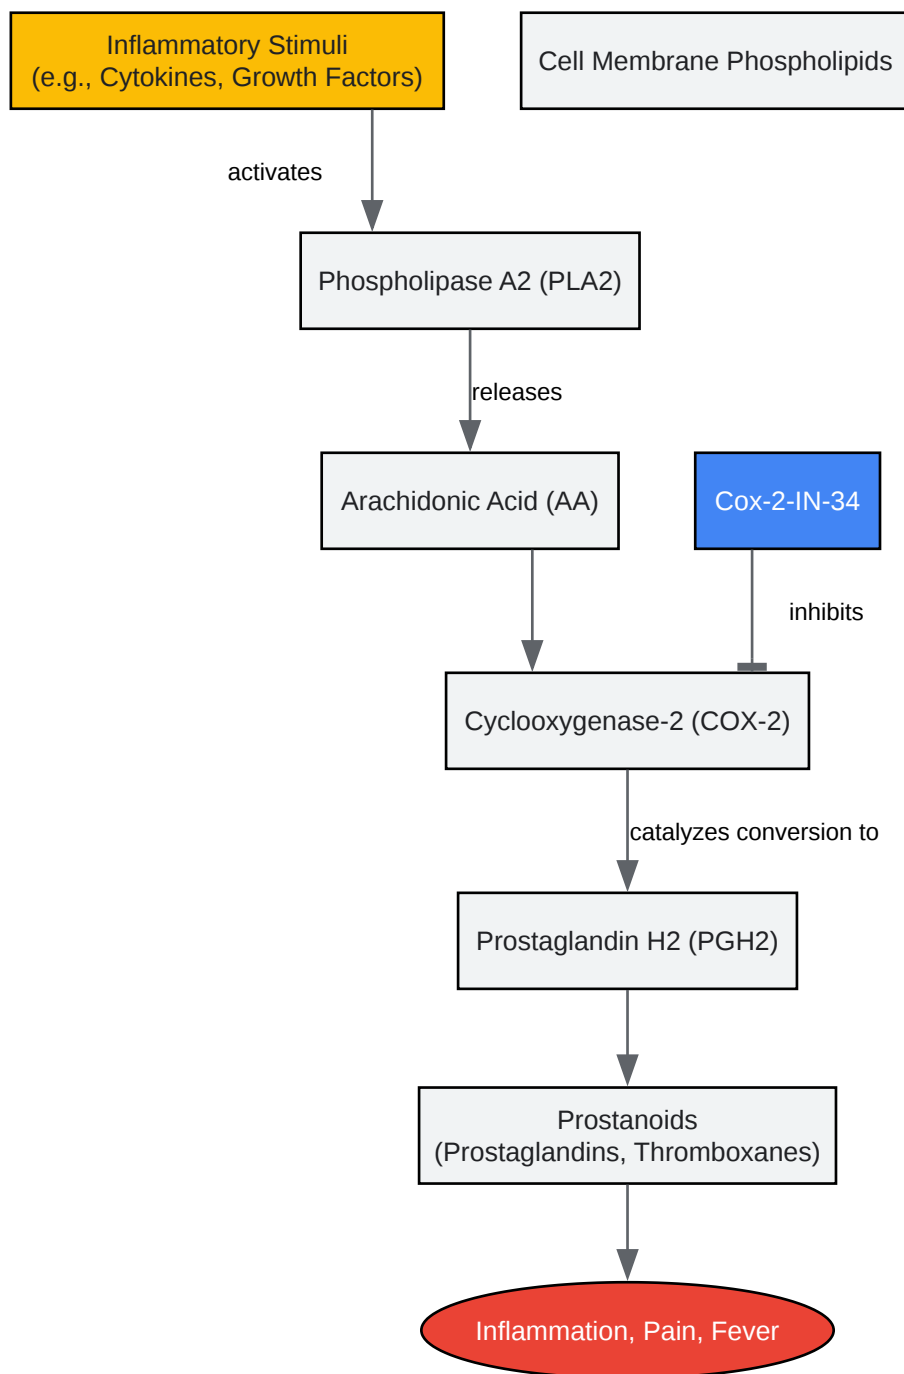 Inflammatory Stimuli
(e.g., Cytokines, Growth Factors)
Cell Membrane Phospholipids
activates
Phospholipase A2 (PLA2)
releases
Arachidonic Acid (AA)
Cox-2-IN-34
inhibits
Cyclooxygenase-2 (COX-2)
catalyzes conversion to
Prostaglandin H2 (PGH2)
Prostanoids
(Prostaglandins, Thromboxanes)
Inflammation, Pain, Fever